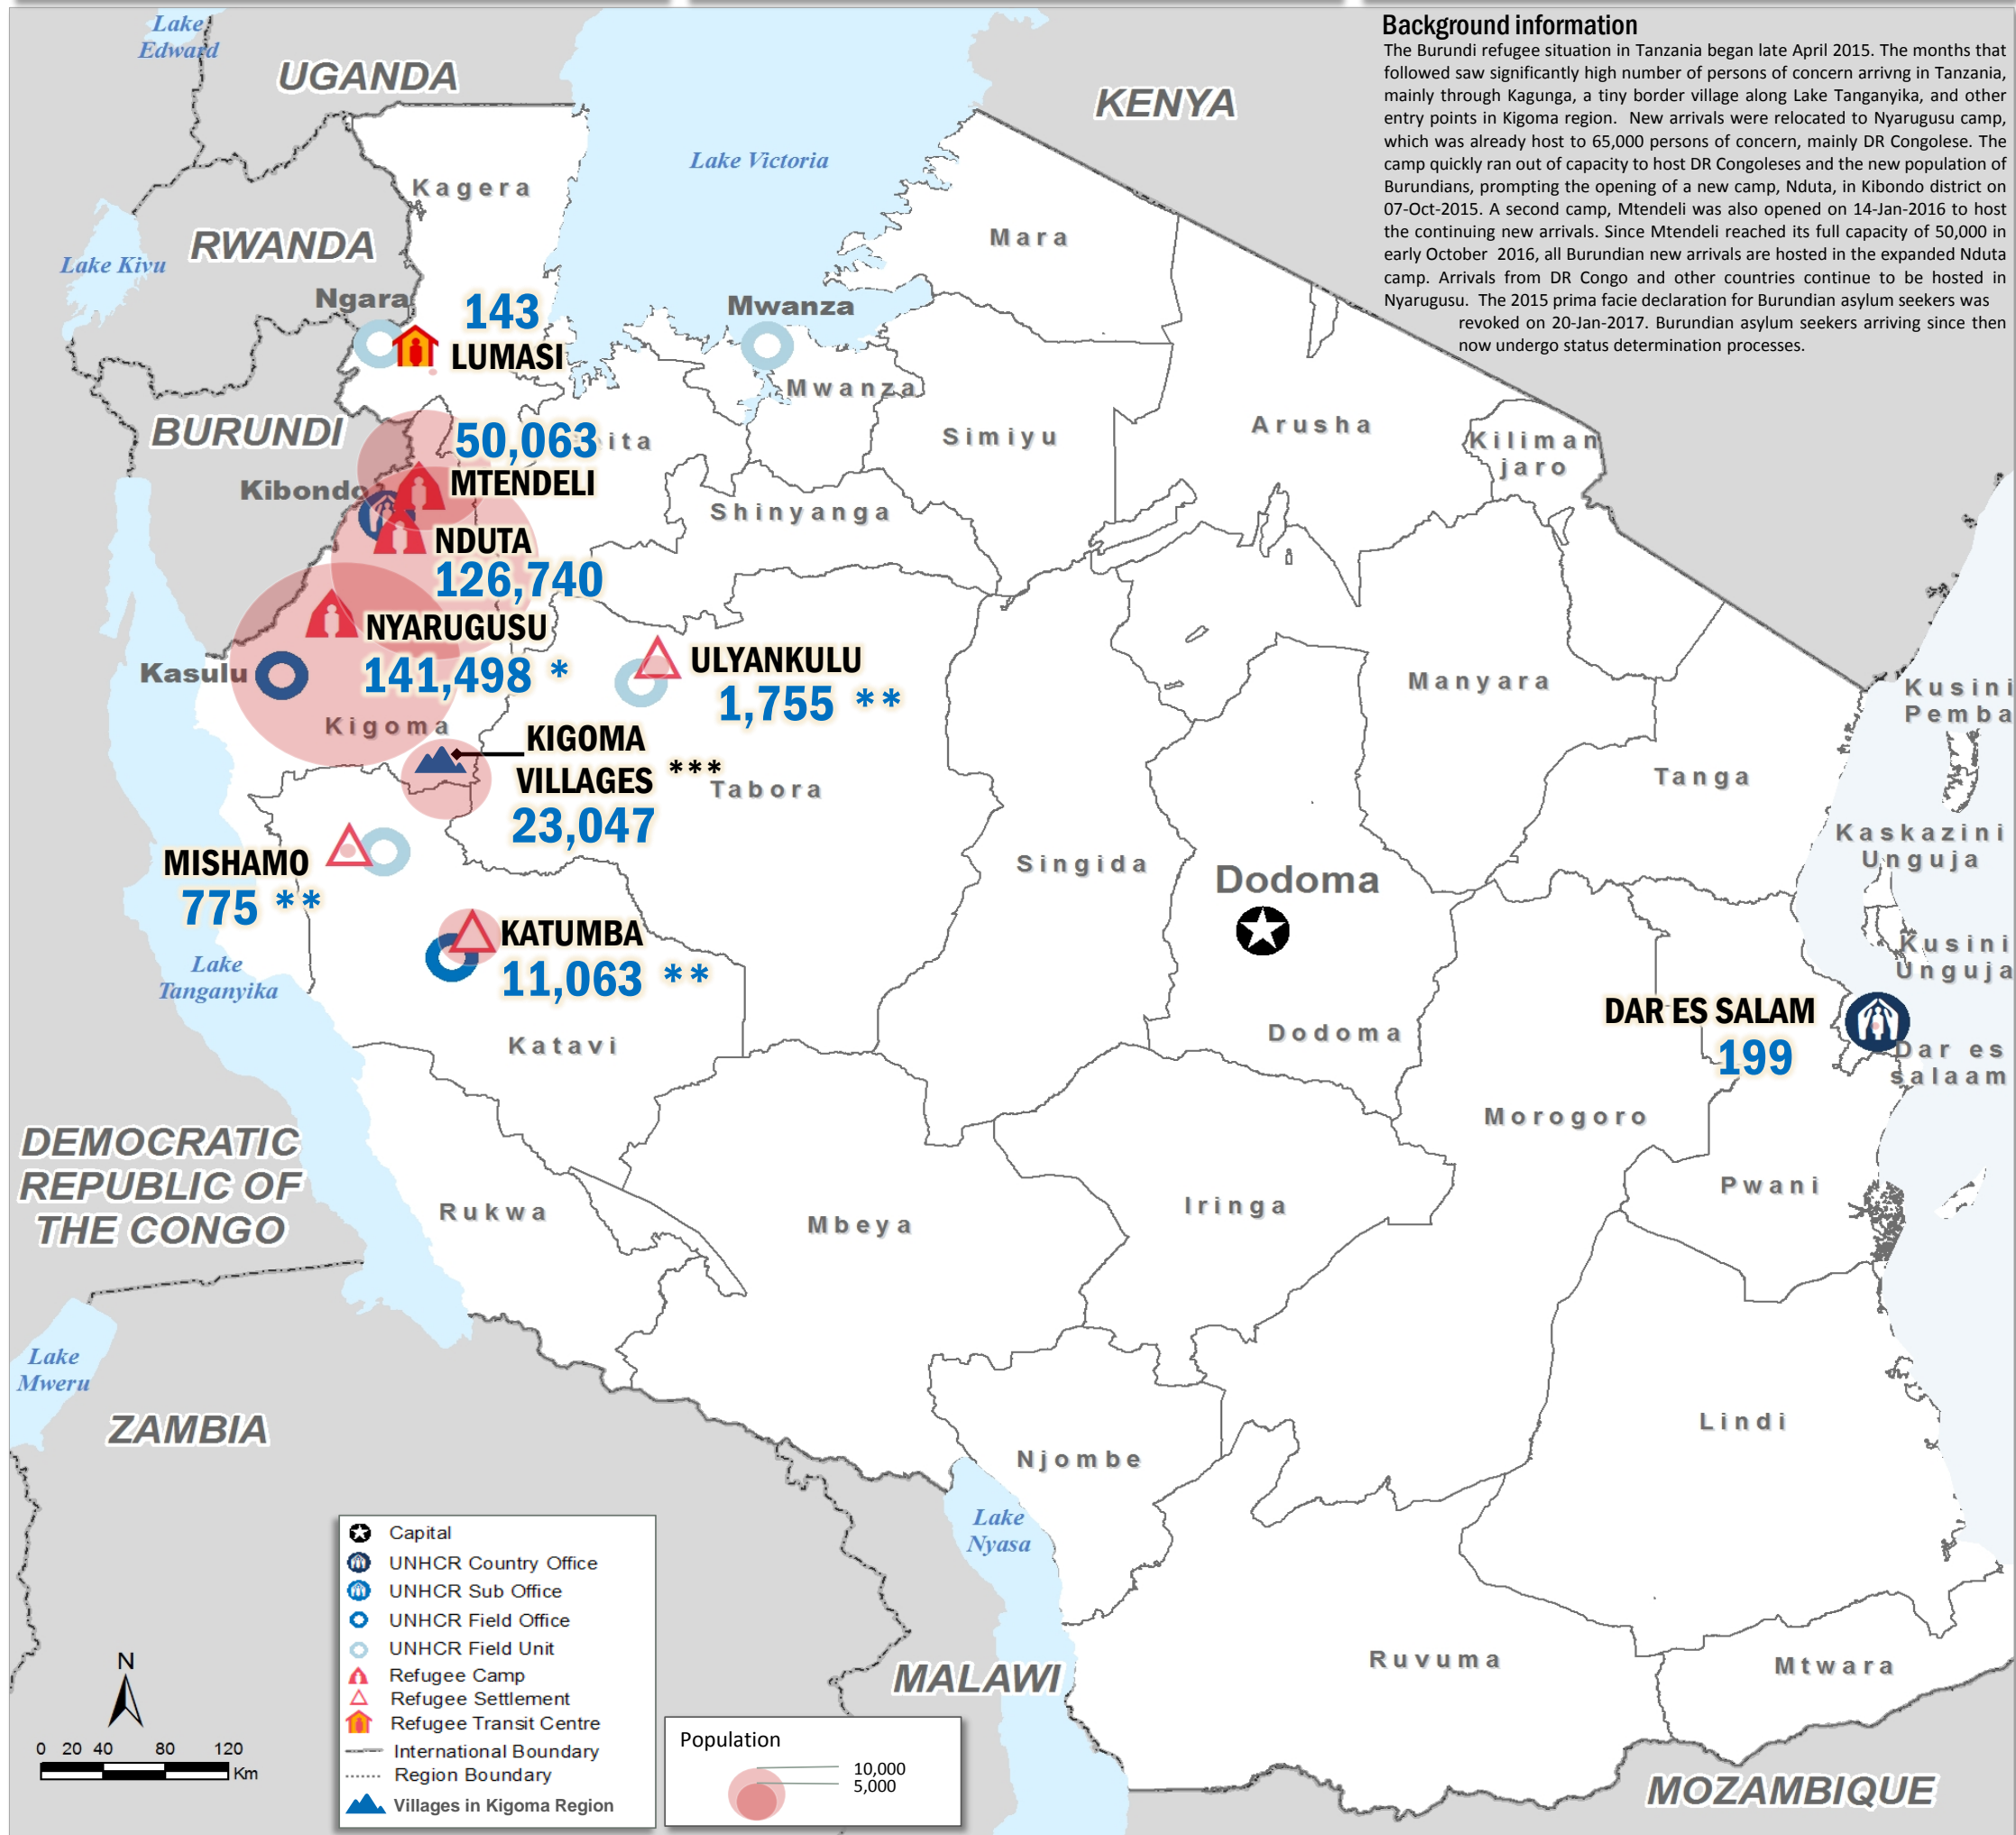 Background information
The Burundi refugee situation in Tanzania began late April 2015. The months that
followed saw significantly high number of persons of concern arrivng in Tanzania,
mainly through Kagunga, a tiny border village along Lake Tanganyika, and other
entry points in Kigoma region. New arrivals were relocated to Nyarugusu camp,
which was already host to 65,000 persons of concern, mainly DR Congolese. The
camp quickly ran out of capacity to host DR Congoleses and the new population of
Burundians, prompting the opening of a new camp, Nduta, in Kibondo district on
07-Oct-2015. A second camp, Mtendeli was also opened on 14-Jan-2016 to host
the continuing new arrivals. Since Mtendeli reached its full capacity of 50,000 in
early October 2016, all Burundian new arrivals are hosted in the expanded Nduta
camp. Arrivals from DR Congo and other countries continue to be hosted in
Nyarugusu. The 2015 prima facie declaration for Burundian asylum seekers was
revoked on 20-Jan-2017. Burundian asylum seekers arriving since then
now undergo status determination processes.
Lake
Edward
UGANDA
KENYA
Lake Victoria
Kagera
Mara
RWANDA
Lake Kivu
Ngara
143
LUMASI
Mwanza
Mwanza
BURUNDI
50,063
ita
Simiyu
Arusha
Kiliman
jaro
Kibondo
MTENDELI
Shinyanga
NDUTA
126,740
NYARUGUSU
141,498 *
Kasulu
ULYANKULU
1,755 **
Manyara
Kusini
Pemba
Kigoma
KIGOMA
VILLAGES ***
23,047
Tabora
Tanga
MISHAMO
775 **
Singida
Dodoma
Kaskazini
Unguja
KATUMBA
11,063 **
Lake
Tanganyika
Kusini
Unguja
DAR ES SALAM
199
Dodoma
Katavi
Dar es
salaam
Morogoro
DEMOCRATIC
REPUBLIC OF
THE CONGO
Rukwa
Mbeya
Iringa
Pwani
Lake
Mweru
ZAMBIA
Njombe
Lindi
Lake
Nyasa
MALAWI
Ruvuma
Mtwara
MOZAMBIQUE
Capital
UNHCR Country Office
UNHCR Sub Office
UNHCR Field Office
UNHCR Field Unit
Refugee Camp
Refugee Settlement
Refugee Transit Centre
International Boundary
Region Boundary
Villages in Kigoma Region
N
0 20 40 80 120
Km
Population
10,000
5,000